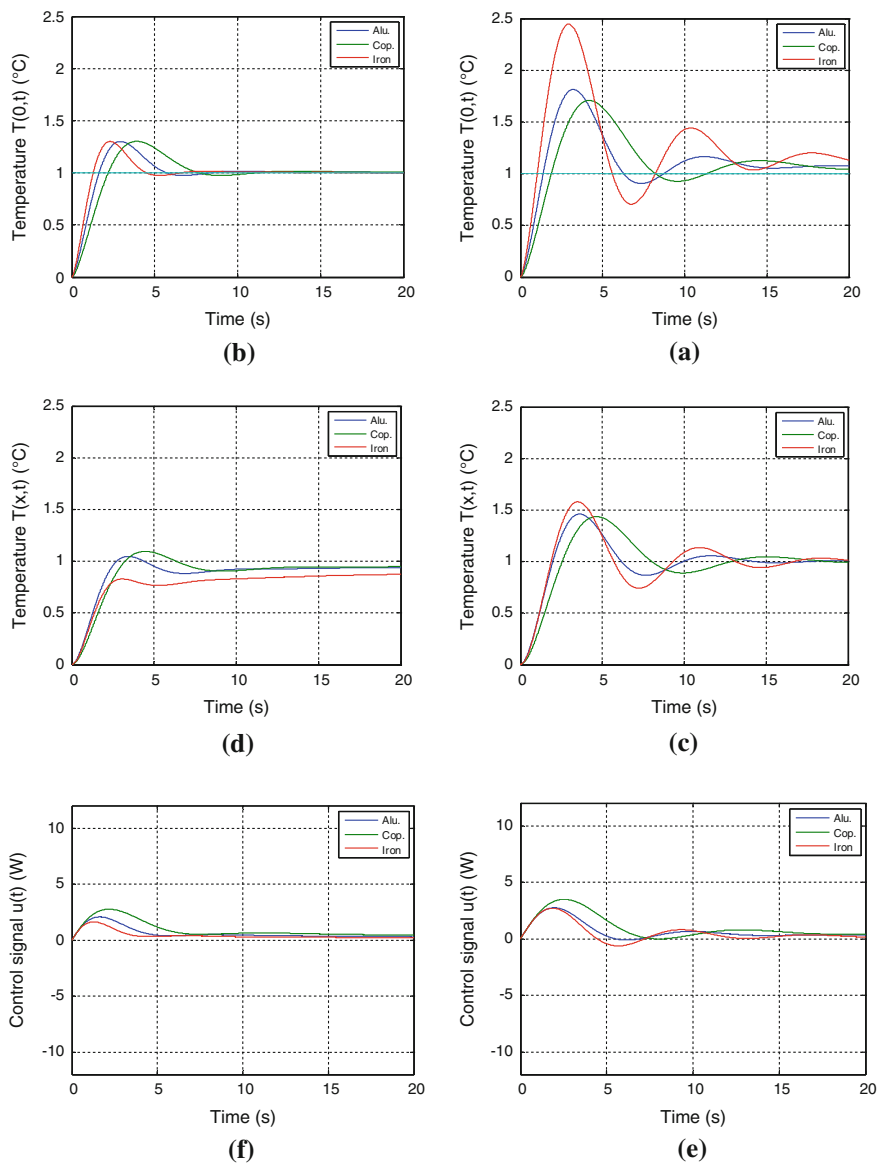 2.5
2
1.5
1
0.5
0
0
5
10
15
20
Temperature T(0,t) (°C)
Time (s)
Alu.
Cop.
Iron
(b)
2.5
2
1.5
1
0.5
0
0
5
10
15
20
Temperature T(0,t) (°C)
Time (s)
Alu.
Cop.
Iron
(a)
2.5
2
1.5
1
0.5
0
0
5
10
15
20
Temperature T(x,t) (°C)
Time (s)
Alu.
Cop.
Iron
(d)
2.5
2
1.5
1
0.5
0
0
5
10
15
20
Temperature T(x,t) (°C)
Time (s)
Alu.
Cop.
Iron
(c)
10
5
0
-5
-10
0
5
10
15
20
Control signal u(t) (W)
Time (s)
Alu.
Cop.
Iron
(f)
10
5
0
-5
-10
0
5
10
15
20
Control signal u(t) (W)
Time (s)
Alu.
Cop.
Iron
(e)